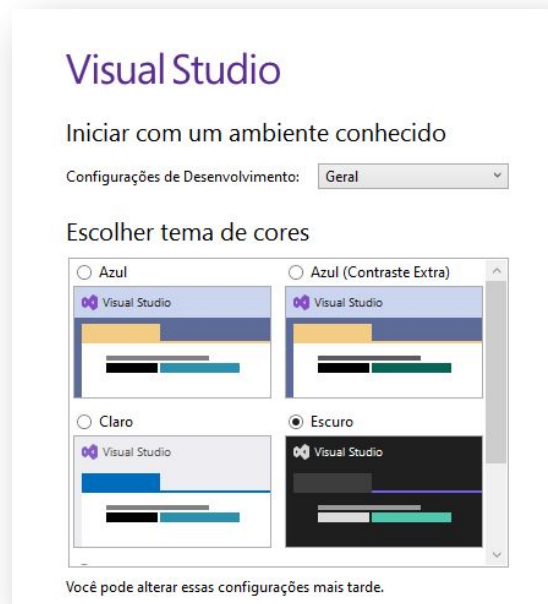 Visual Studio
Iniciar com um ambiente conhecido
Configurações de Desenvolvimento: Geral
Escolher tema de cores
Azul Azul (Contraste Extra)
Visual Studio Visual Studio
Claro Escuro
Visual Studio Visual Studio
Você pode alterar essas configurações mais tarde.